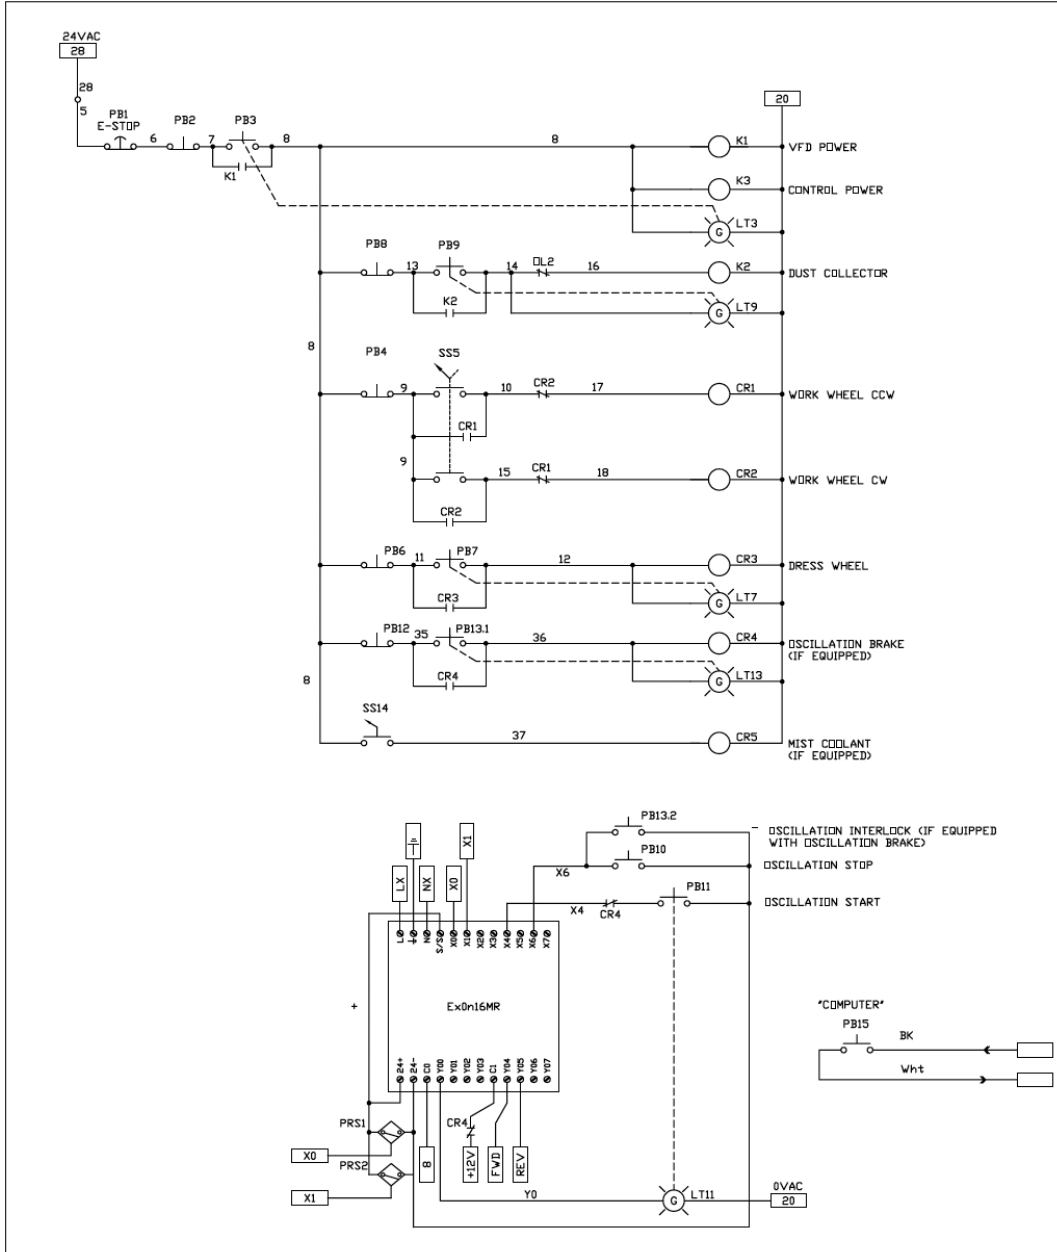 24VAC
28
28
5
PB1
E-STOP
6
PB2
7
PB3
K1
8
8
20
K1
VFD POWER
K3
CONTROL POWER
G
LT3
PB8
13
PB9
K2
14
OL2
16
K2
DUST COLLECTOR
G
LT9
8
PB4
9
SS5
10
CR2
17
CR1
WORK WHEEL CCW
CR1
9
15
CR1
18
CR2
WORK WHEEL CW
CR2
PB6
11
PB7
12
CR3
DRESS WHEEL
CR3
G
LT7
PB12
35
PB13.1
36
CR4
OSCILLATION BRAKE
(IF EQUIPPED)
CR4
G
LT13
8
SS14
37
CR5
MIST COOLANT
(IF EQUIPPED)
PB13.2
OSCILLATION INTERLOCK (IF EQUIPPED
WITH OSCILLATION BRAKE)
PB10
X6
OSCILLATION STOP
PB11
X4
CR4
OSCILLATION START
LX
NX
X0
X1
L
N
S/S
X0
X1
X2
X3
X4
X5
X6
X7
+
Ex0n16MR
24+
24-
C0
Y00
Y01
Y02
Y03
C1
Y04
Y05
Y06
Y07
PRS1
X0
PRS2
X1
8
CR4
+12V
FWD
REV
Y0
G
LT11
0VAC
20
"COMPUTER"
PB15
BK
Wht